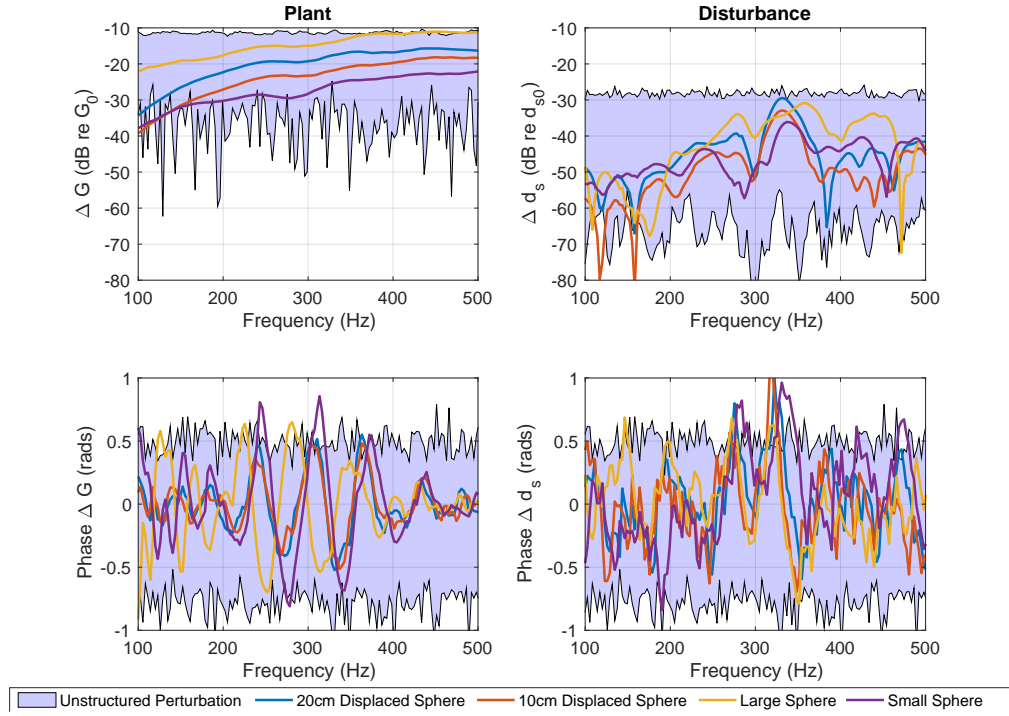 Plant
Disturbance
-10
-20
-30
-40
-50
-60
-70
-80
Δ G (dB re G0)
100 200 300 400 500
Frequency (Hz)
-10
-20
-30
-40
-50
-60
-70
-80
Δ ds (dB re ds0)
100 200 300 400 500
Frequency (Hz)
1
0.5
0
-0.5
-1
Phase Δ G (rads)
100 200 300 400 500
Frequency (Hz)
1
0.5
0
-0.5
-1
Phase Δ ds (rads)
100 200 300 400 500
Frequency (Hz)
Unstructured Perturbation 20cm Displaced Sphere 10cm Displaced Sphere Large Sphere Small Sphere